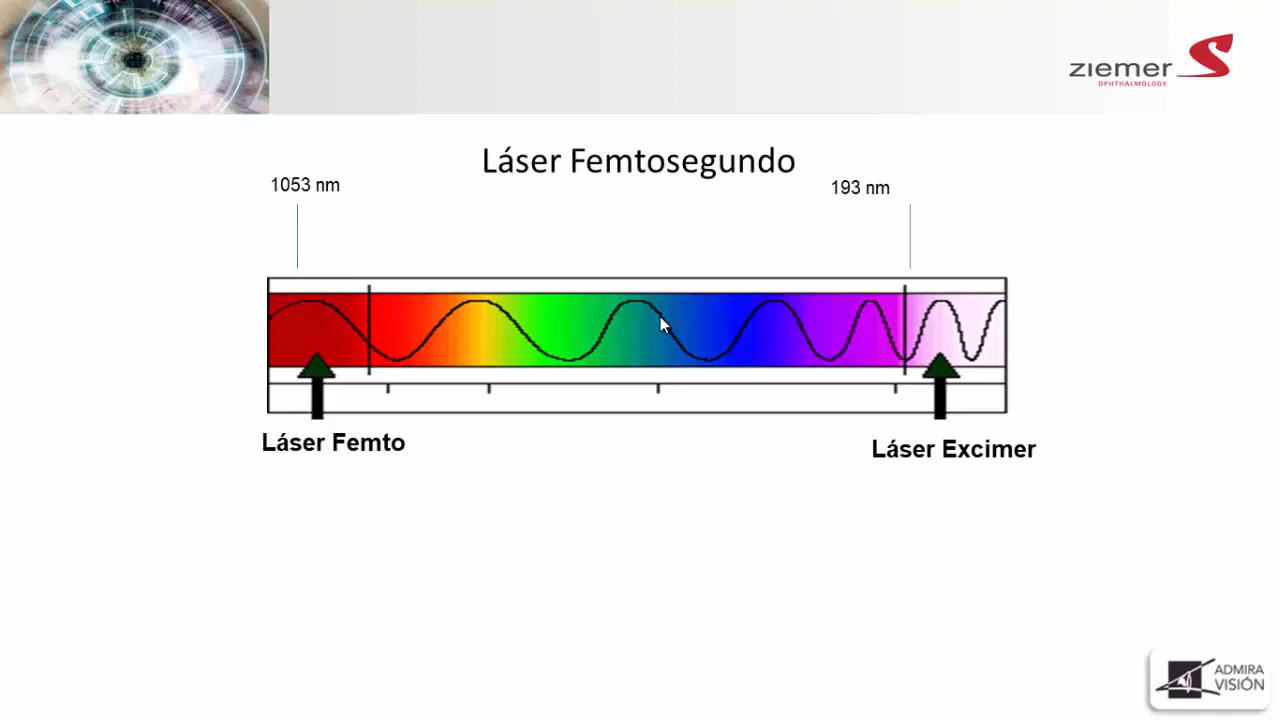 ziemer
OPHTHALMOLOGY
Láser Femtosegundo
1053 nm
193 nm
Láser Femto
Láser Excimer
ADMIRA
VISIÓN